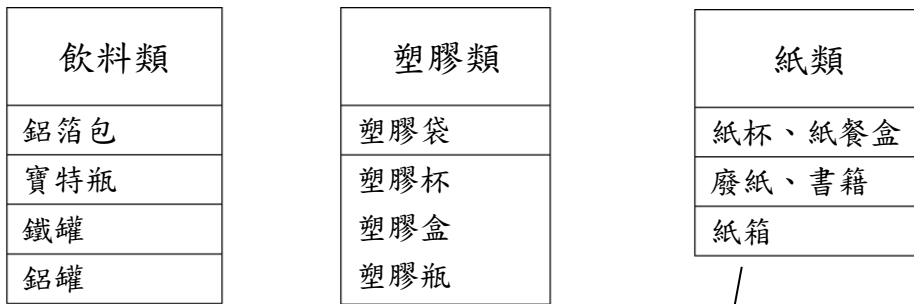 飲料類
鋁箔包
寶特瓶
鐵罐
鋁罐
塑膠類
塑膠袋
塑膠杯
塑膠盒
塑膠瓶
紙類
紙杯、紙餐盒
廢紙、書籍
紙箱